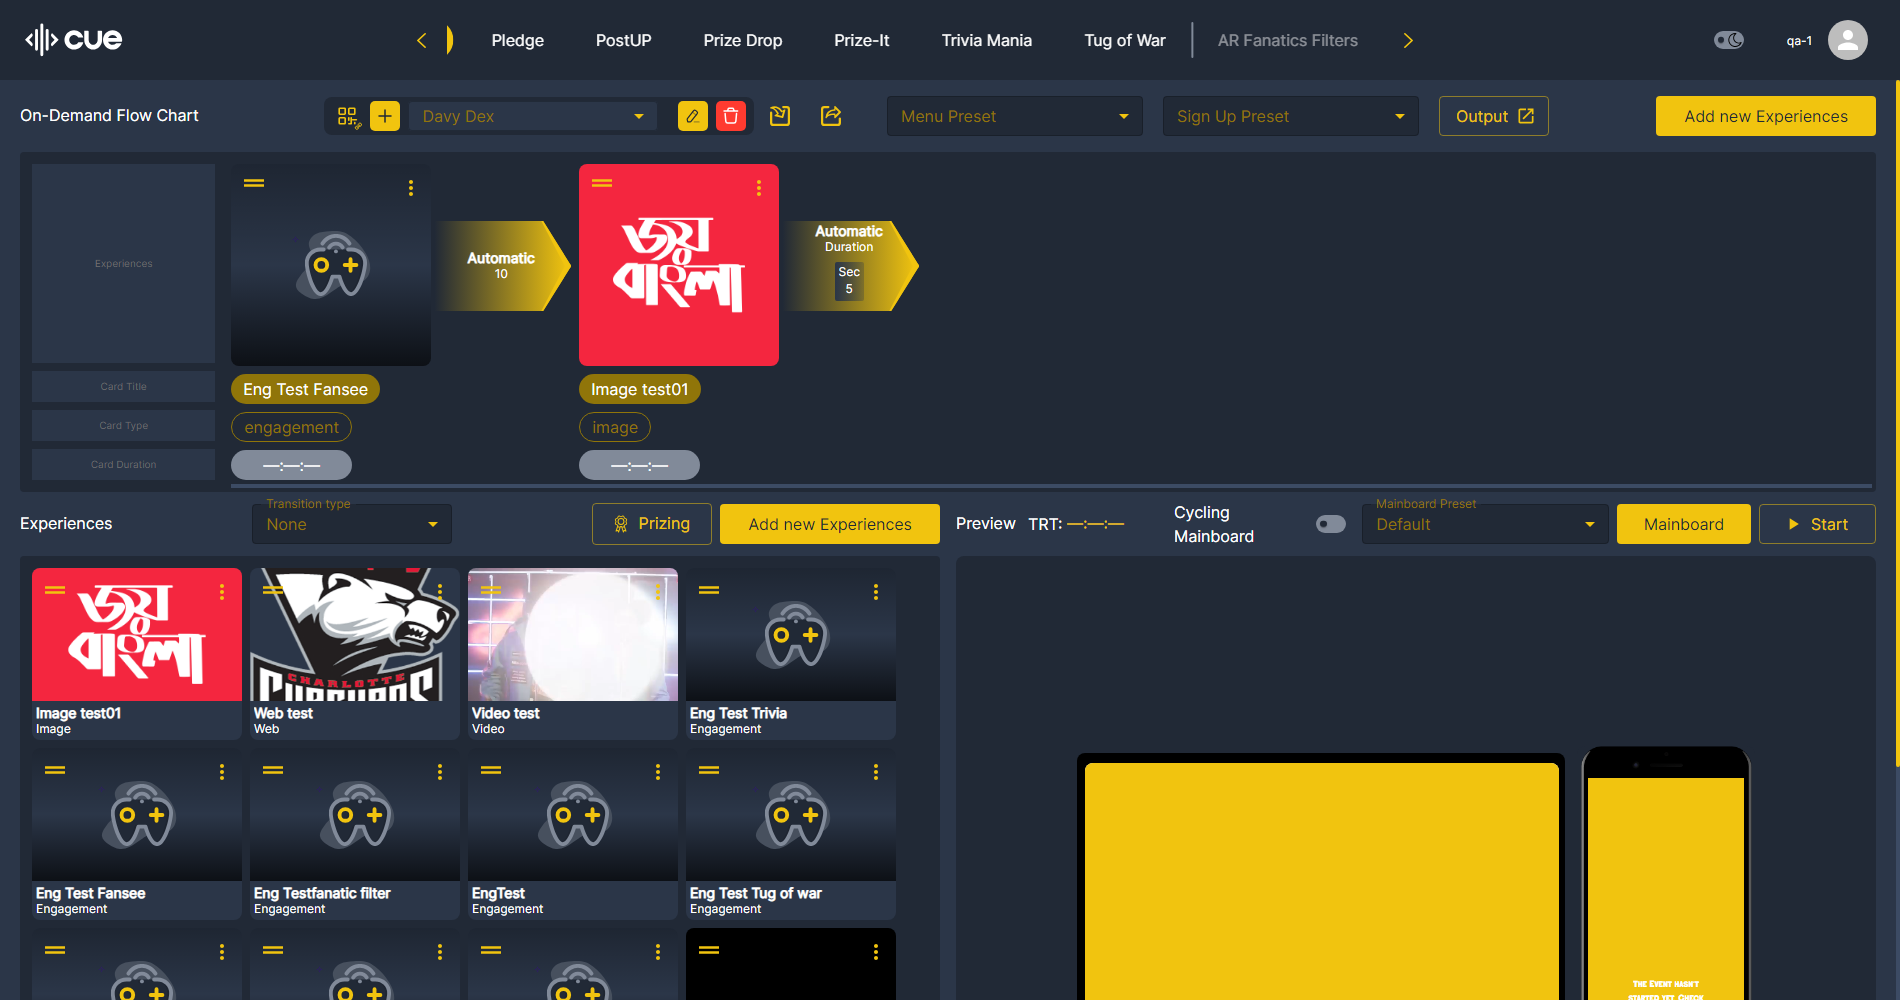 cue
Pledge
PostUP
Prize Drop
Prize-It
Trivia Mania
Tug of War
AR Fanatics Filters
qa-1
On-Demand Flow Chart
Davy Dex
Menu Preset
Sign Up Preset
Output
Add new Experiences
Experiences
Automatic
10
জয়
বাংলা
Automatic
Duration
Sec
5
Card Title
Eng Test Fansee
Image test01
Card Type
engagement
image
Card Duration
—:—:—
—:—:—
Experiences
Transition type
None
Prizing
Add new Experiences
Preview
TRT: —:—:—
Cycling
Mainboard
Mainboard Preset
Default
Mainboard
Start
জয়
বাংলা
CHARLOTTE
Image test01
Image
Web test
Web
Video test
Video
Eng Test Trivia
Engagement
Eng Test Fansee
Engagement
Eng Testfanatic filter
Engagement
EngTest
Engagement
Eng Test Tug of war
Engagement
The Event hasn't
started yet. Check